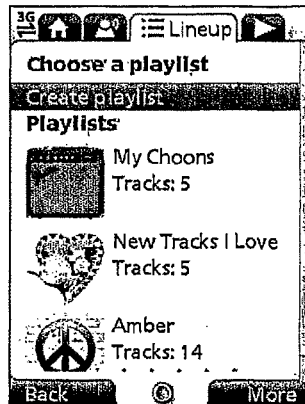 3G
Lineup
Choose a playlist
Create playlist
Playlists
My Choons
Tracks: 5
New Tracks I Love
Tracks: 5
Amber
Tracks: 14
Back
More